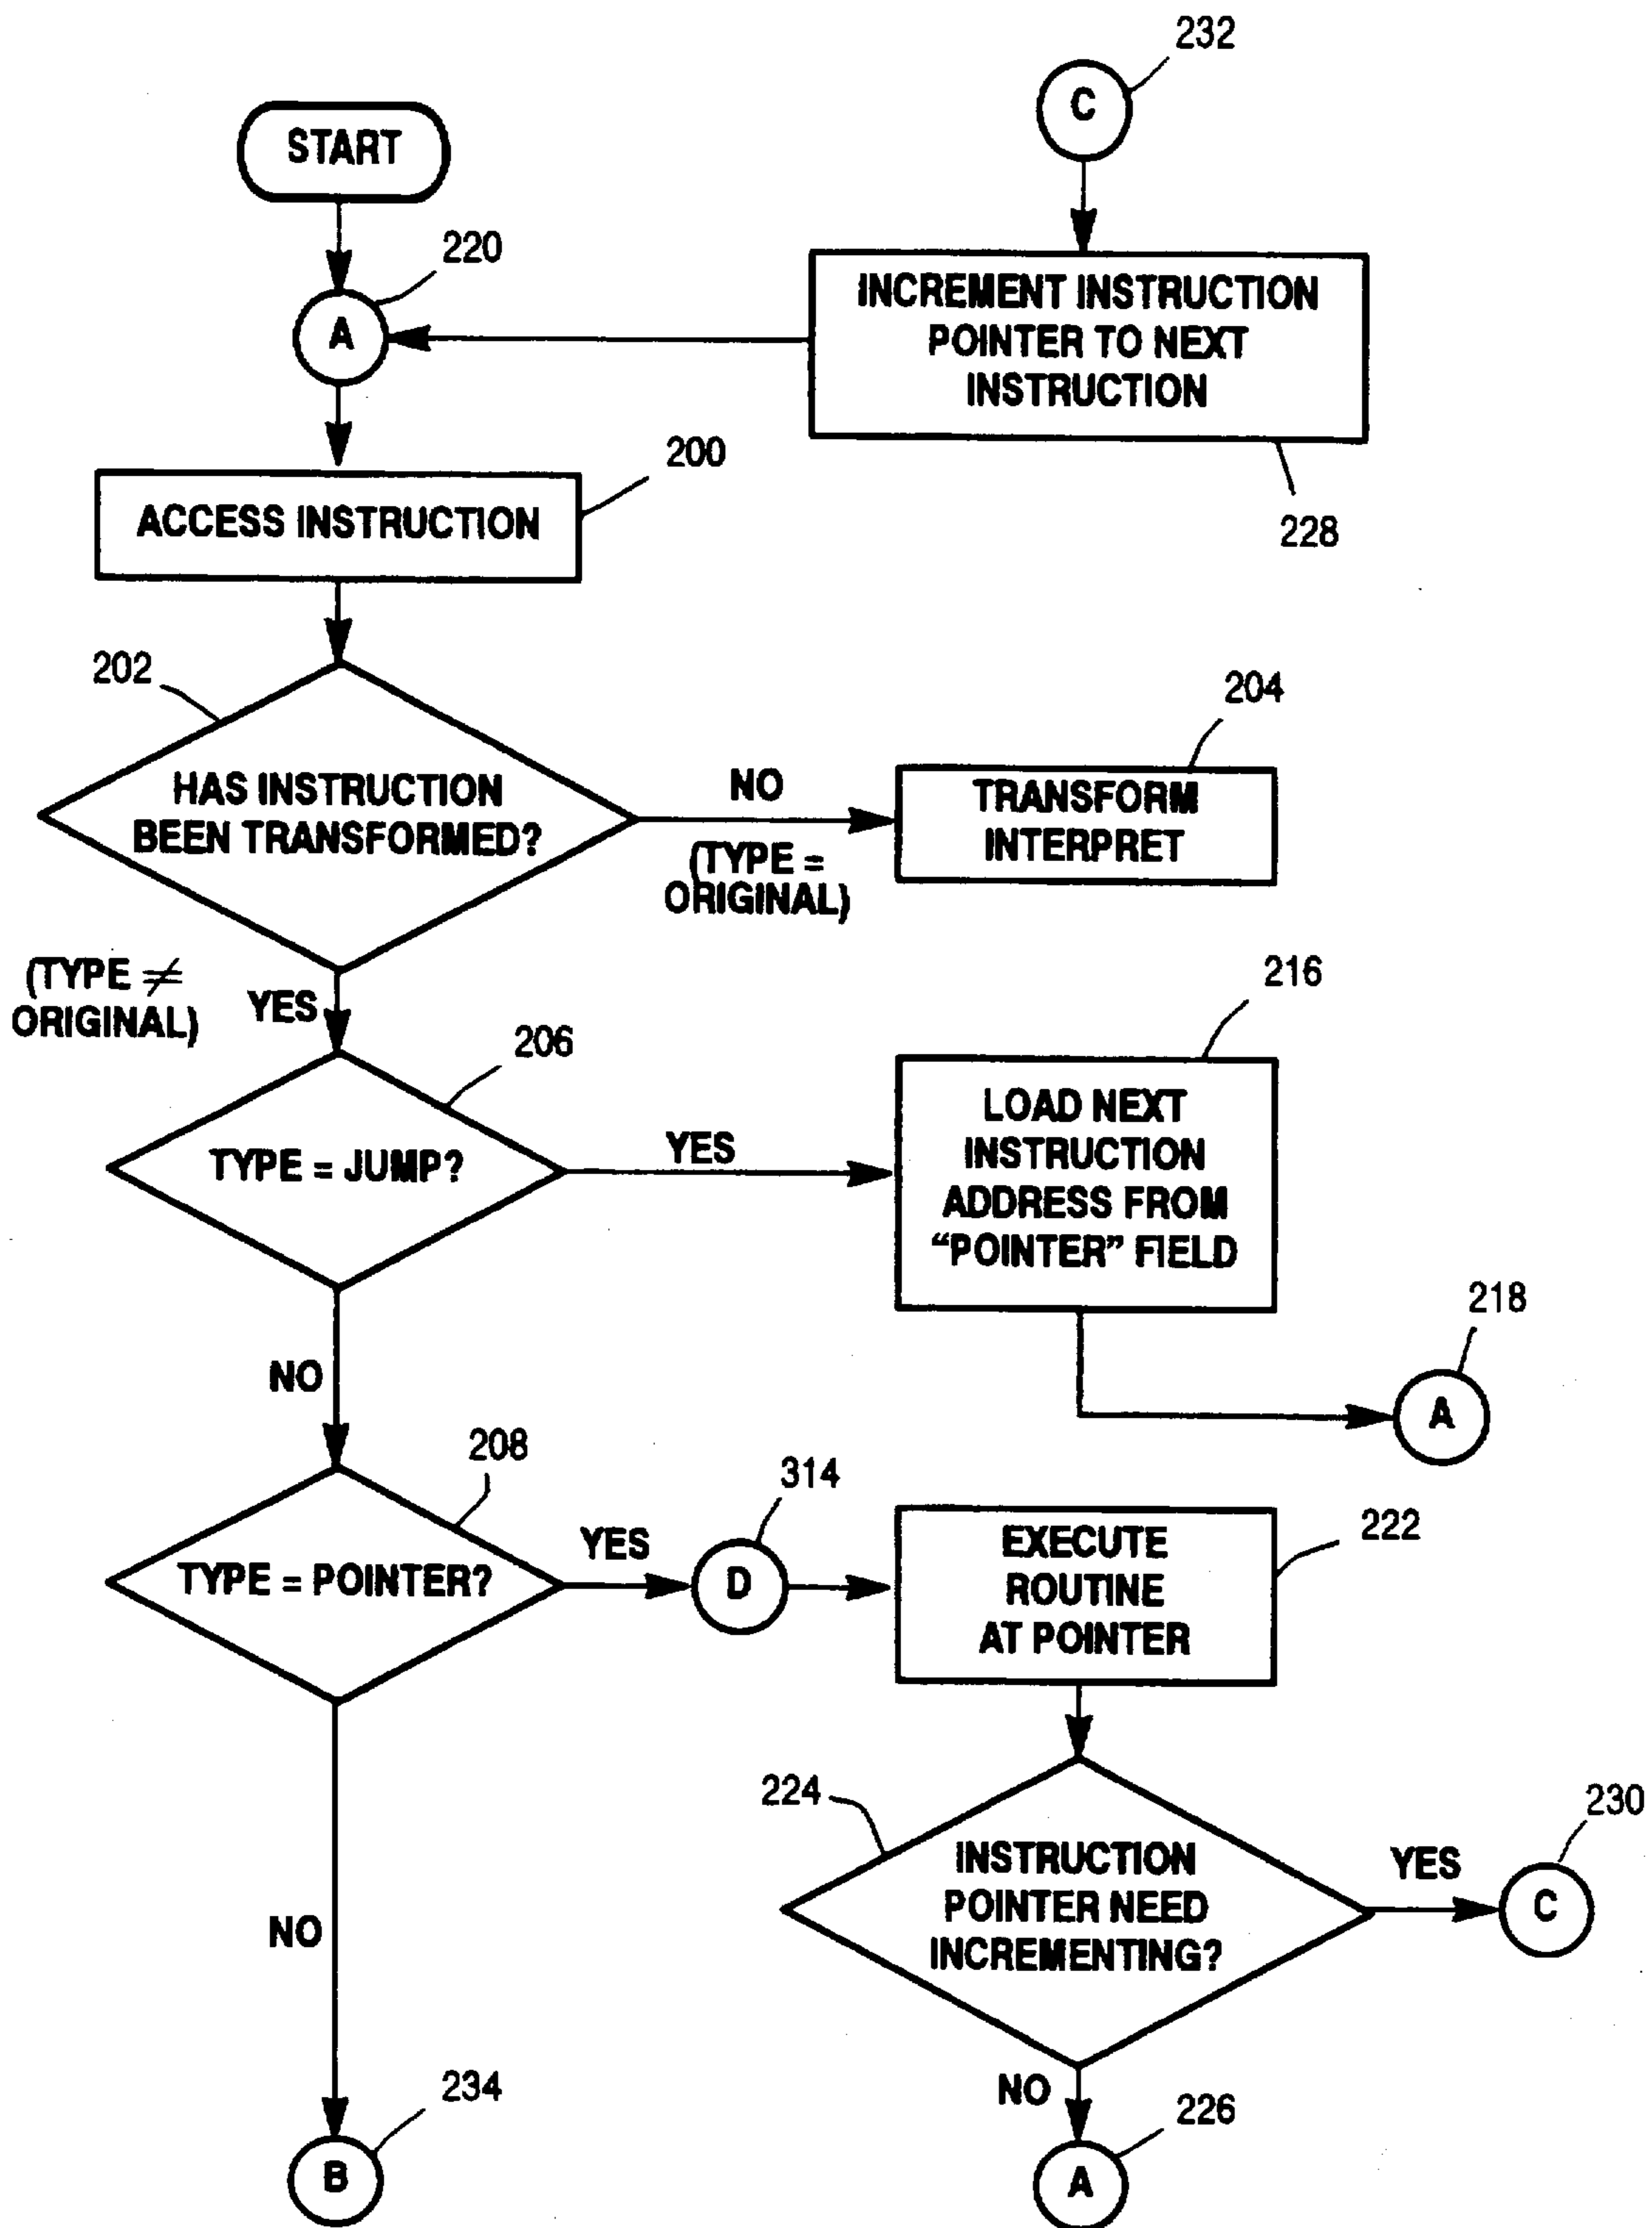 232
C
START
220
A
INCREMENT INSTRUCTION
POINTER TO NEXT
INSTRUCTION
228
200
ACCESS INSTRUCTION
202
HAS INSTRUCTION
BEEN TRANSFORMED?
NO
(TYPE =
ORIGINAL)
204
TRANSFORM
INTERPRET
(TYPE ≠
ORIGINAL)
YES
206
TYPE = JUMP?
YES
216
LOAD NEXT
INSTRUCTION
ADDRESS FROM
“POINTER” FIELD
218
A
NO
208
TYPE = POINTER?
YES
314
D
222
EXECUTE
ROUTINE
AT POINTER
224
INSTRUCTION
POINTER NEED
INCREMENTING?
YES
230
C
NO
226
A
NO
234
B